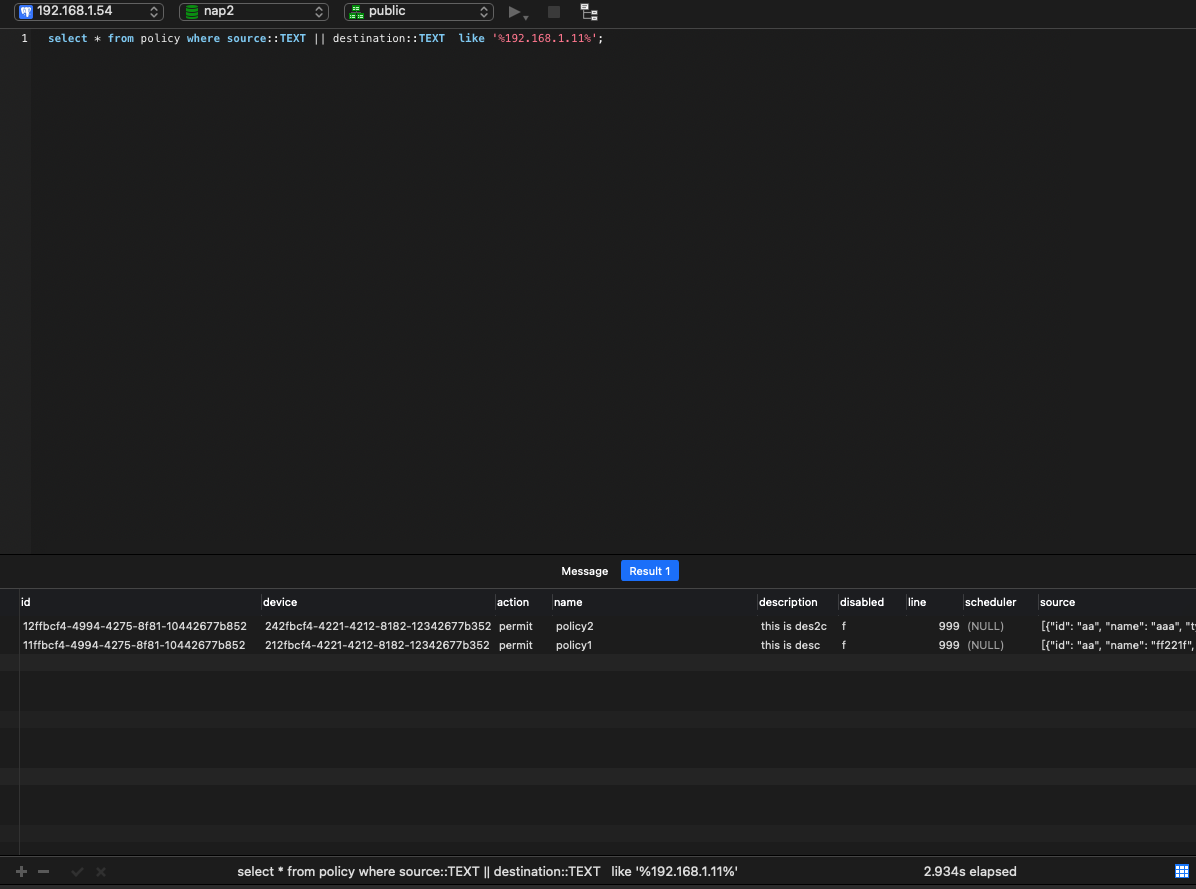 192.168.1.54 nap2 public
1 select * from policy where source::TEXT || destination::TEXT  like '%192.168.1.11%';
Message Result 1
id device action name description disabled line scheduler source
12ffbcf4-4994-4275-8f81-10442677b852 242fbcf4-4221-4212-8182-12342677b352 permit policy2 this is des2c f 999 (NULL) [{"id": "aa", "name": "aaa", "t
11ffbcf4-4994-4275-8f81-10442677b852 212fbcf4-4221-4212-8182-12342677b352 permit policy1 this is desc f 999 (NULL) [{"id": "aa", "name": "ff221f",
select * from policy where source::TEXT || destination::TEXT  like '%192.168.1.11%' 2.934s elapsed